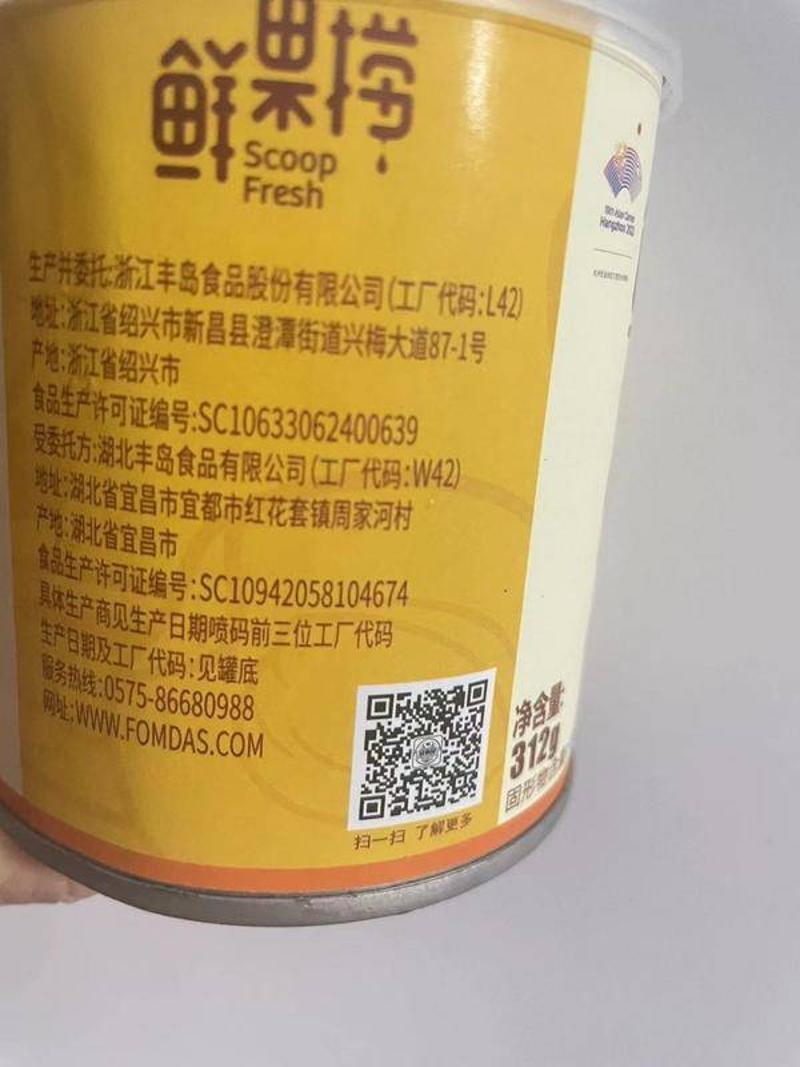 鲜果捞
Scoop
Fresh
19th Asian Games
Hangzhou 2022
生产并委托:浙江丰岛食品股份有限公司(工厂代码:L42)
地址:浙江省绍兴市新昌县澄潭街道兴梅大道87-1号
产地:浙江省绍兴市
食品生产许可证编号:SC10633062400639
受委托方:湖北丰岛食品有限公司(工厂代码:W42)
地址:湖北省宜昌市宜都市红花套镇周家河村
产地:湖北省宜昌市
食品生产许可证编号:SC10942058104674
具体生产商见生产日期喷码前三位工厂代码
生产日期及工厂代码:见罐底
服务热线:0575-86680988
网址:WWW.FOMDAS.COM
扫一扫 了解更多
净含量:
312g
固形物